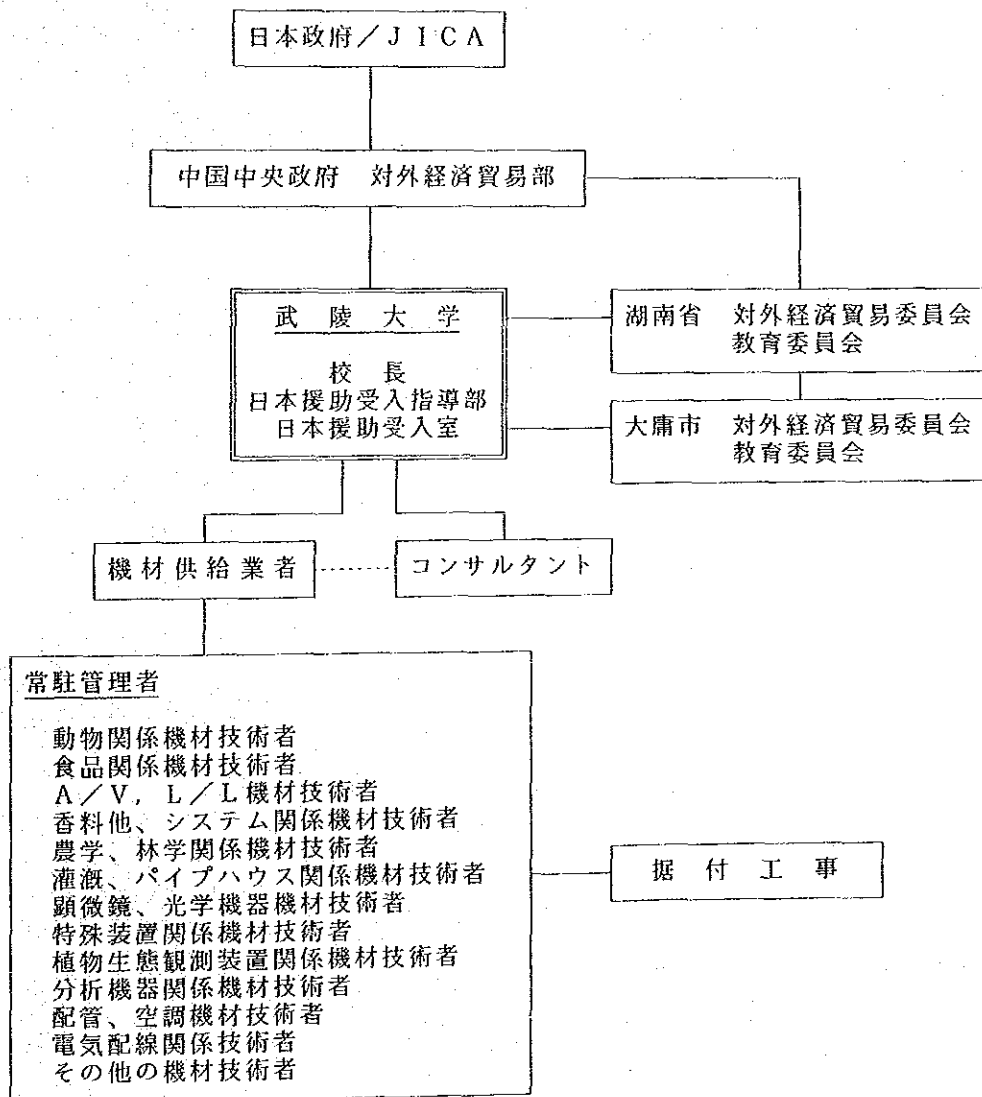 日本政府／ＪＩＣＡ
中国中央政府　対外経済貿易部
武陵大学
校長
日本援助受入指導部
日本援助受入室
湖南省　対外経済貿易委員会
教育委員会
大庸市　対外経済貿易委員会
教育委員会
機材供給業者
コンサルタント
常駐管理者
動物関係機材技術者
食品関係機材技術者
Ａ／Ｖ，Ｌ／Ｌ機材技術者
香料他、システム関係機材技術者
農学、林学関係機材技術者
灌漑、パイプハウス関係機材技術者
顕微鏡、光学機器機材技術者
特殊装置関係機材技術者
植物生態観測装置関係機材技術者
分析機器関係機材技術者
配管、空調機材技術者
電気配線関係技術者
その他の機材技術者
据付工事